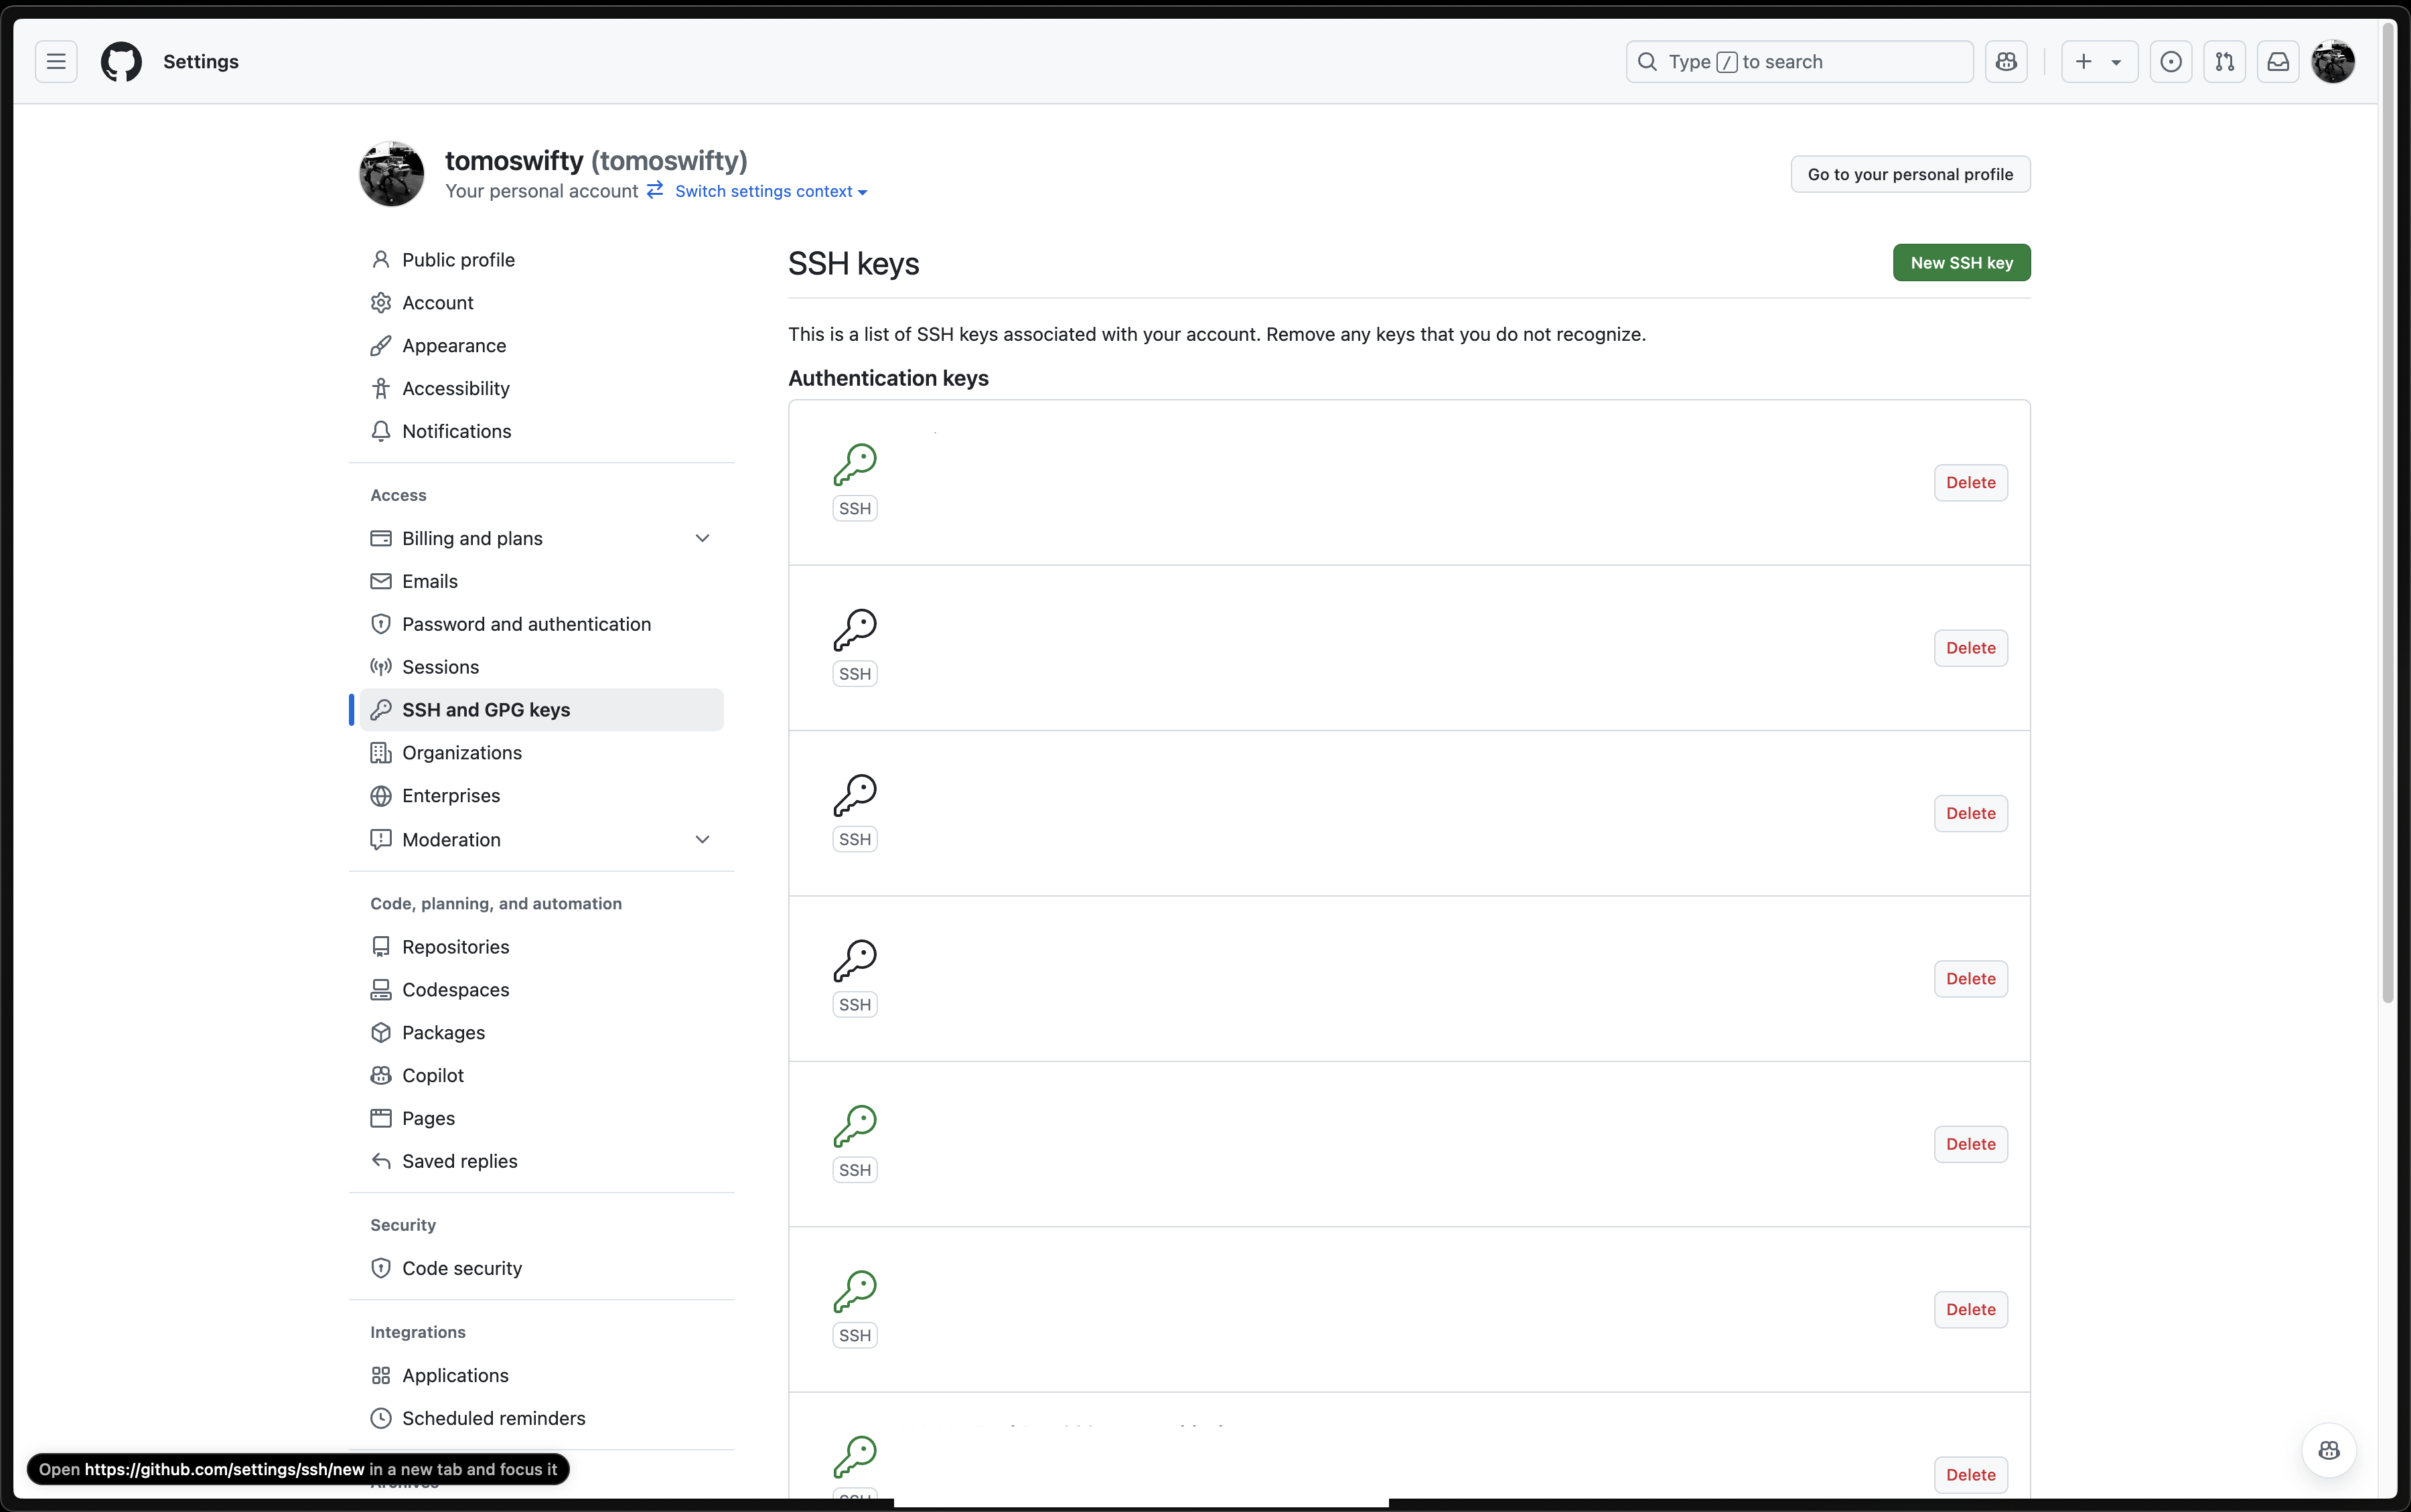 Settings
Type / to search
tomoswifty (tomoswifty)
Your personal account Switch settings context
Go to your personal profile
Public profile
Account
Appearance
Accessibility
Notifications
Access
Billing and plans
Emails
Password and authentication
Sessions
SSH and GPG keys
Organizations
Enterprises
Moderation
Code, planning, and automation
Repositories
Codespaces
Packages
Copilot
Pages
Saved replies
Security
Code security
Integrations
Applications
Scheduled reminders
SSH keys
New SSH key
This is a list of SSH keys associated with your account. Remove any keys that you do not recognize.
Authentication keys
SSH
Delete
SSH
Delete
SSH
Delete
SSH
Delete
SSH
Delete
SSH
Delete
SSH
Delete
Open https://github.com/settings/ssh/new in a new tab and focus it